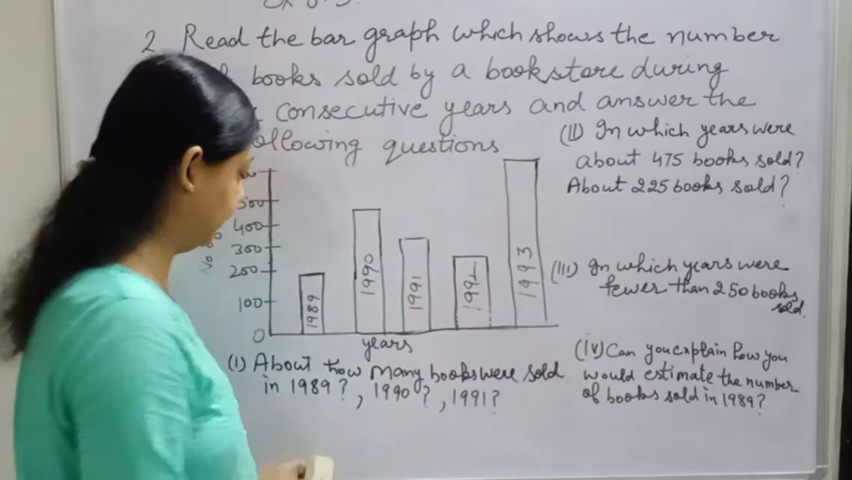 2 Read the bar graph which shows the number
books sold by a bookstore during
consecutive years and answer the
ollowing questions
500
400
300
200
100
0
1989
1990
1991
1992
1993
years
(I) About how many books were sold
in 1989?, 1990?, 1991?
(II) In which years were
about 475 books sold?
About 225 books sold?
(III) In which years were
fewer than 250 books
sold.
(iv) Can you explain how you
would estimate the number
of books sold in 1989?